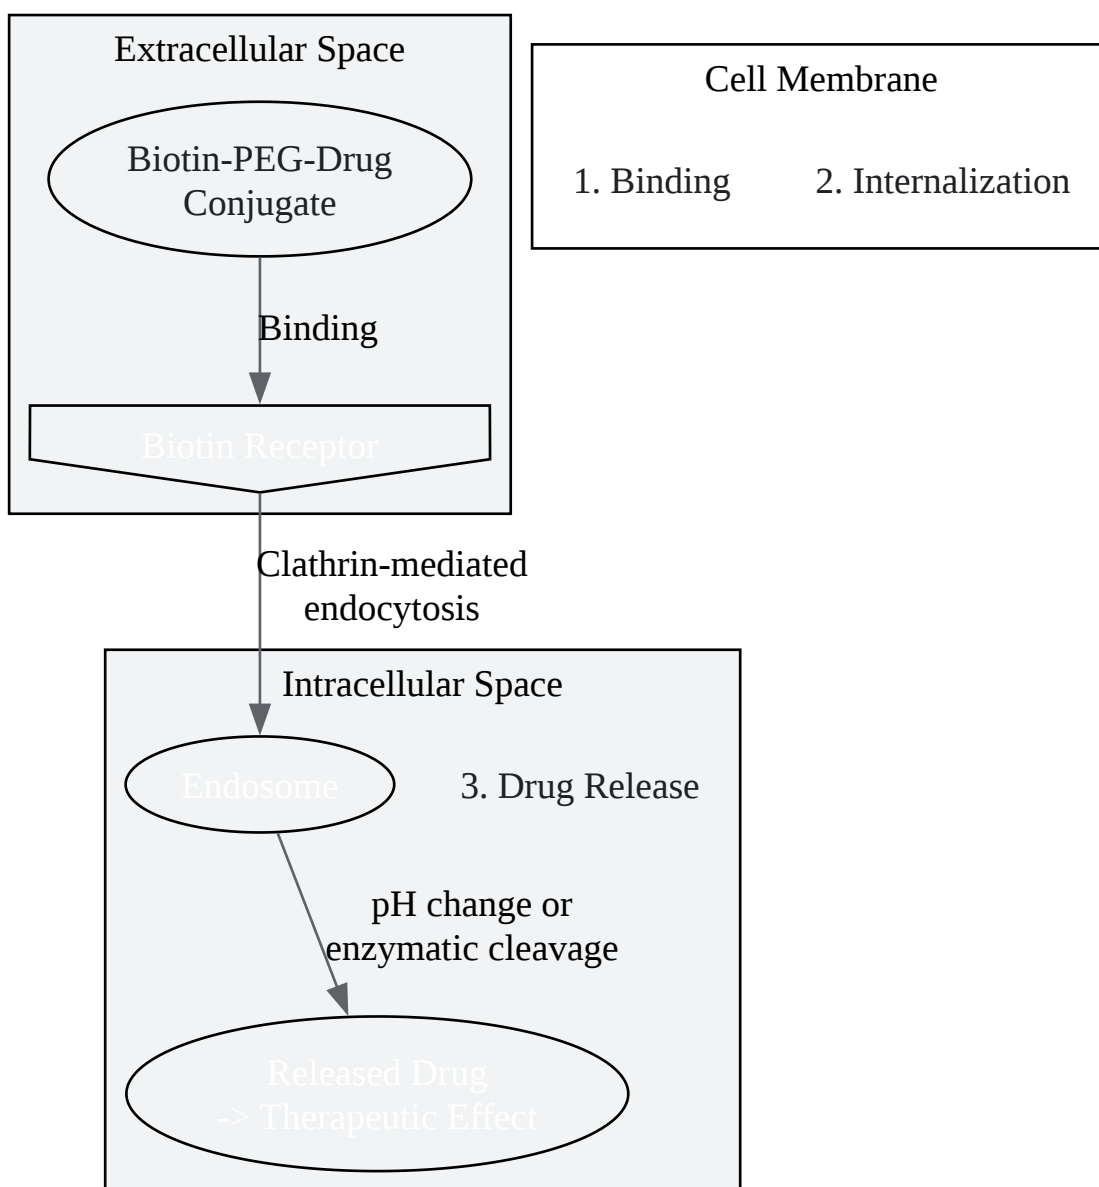 Extracellular Space
Biotin-PEG-Drug
Conjugate
Binding
Biotin Receptor
Cell Membrane
1. Binding
2. Internalization
Clathrin-mediated
endocytosis
Intracellular Space
Endosome
3. Drug Release
pH change or
enzymatic cleavage
Released Drug
-> Therapeutic Effect